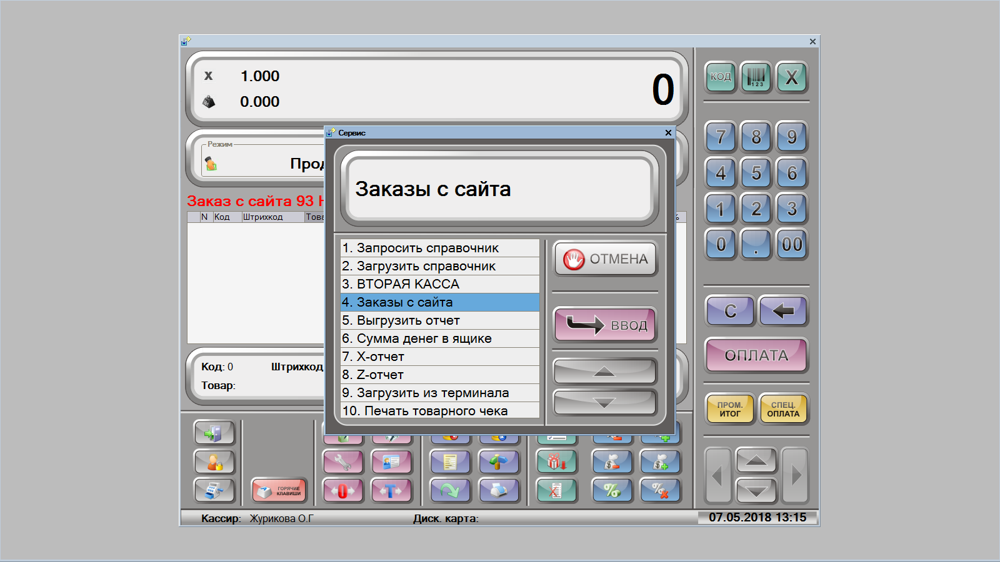 X 1.000
0
0.000
КОД
123
X
Сервис
Режим
Прод
Заказы с сайта
Заказ с сайта 93
N Код Штрихкод Това %
1. Запросить справочник
2. Загрузить справочник
3. ВТОРАЯ КАССА
4. Заказы с сайта
5. Выгрузить отчет
6. Сумма денег в ящике
7. Х-отчет
8. Z-отчет
9. Загрузить из терминала
10. Печать товарного чека
ОТМЕНА
ВВОД
7 8 9
4 5 6
1 2 3
0 . 00
C
ОПЛАТА
ПРОМ.
ИТОГ
СПЕЦ.
ОПЛАТА
Код: 0 Штрихкод
Товар:
ГОРЯЧИЕ
КЛАВИШИ
0
T
Кассир: Журикова О.Г
Диск. карта:
07.05.2018 13:15